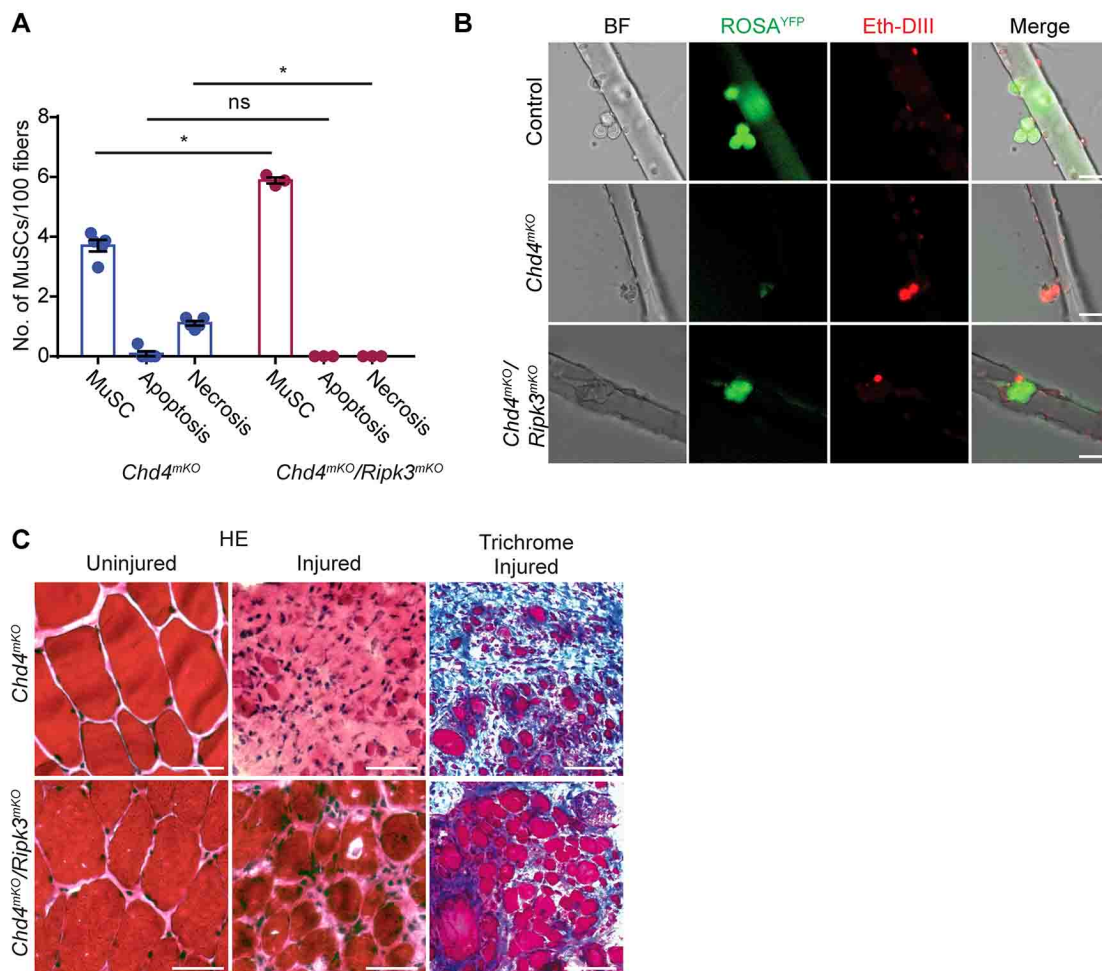 A
No. of MuSCs/100 fibers
8
6
4
2
0
*
ns
*
MuSC
Apoptosis
Necrosis
MuSC
Apoptosis
Necrosis
Chd4mKO
Chd4mKO/Ripk3mKO
B
BF
ROSAYFP
Eth-DIII
Merge
Control
Chd4mKO
Chd4mKO/
Ripk3mKO
C
HE
Uninjured
Injured
Trichrome
Injured
Chd4mKO
Chd4mKO/Ripk3mKO